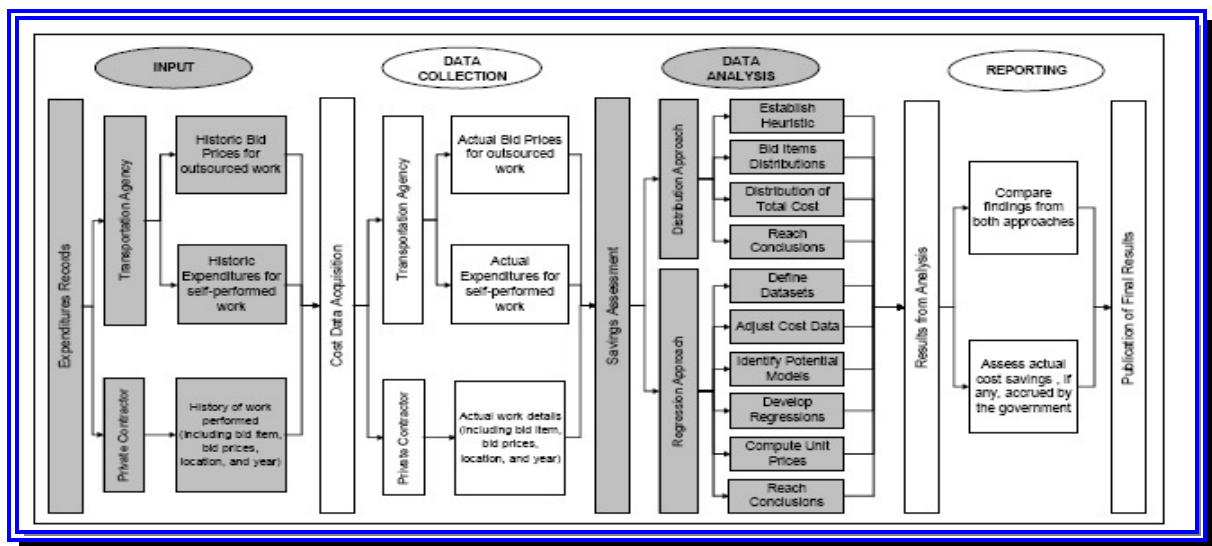 INPUT
DATA
COLLECTION
DATA
ANALYSIS
REPORTING
Expenditures Records
Transportation Agency
Historic Bid
Prices for
outsourced work
Historic
Expenditures for
self-performed
work
Private Contractor
History of work
performed
(including bid item,
bid prices,
location, and year)
Cost Data Acquisition
Transportation Agency
Actual Bid Prices
for outsourced
work
Actual
Expenditures for
self-performed
work
Private Contractor
Actual work details
(including bid item,
bid prices,
location, and year)
Savings Assessment
Distribution Approach
Establish
Heuristic
Bid Items
Distributions
Distribution of
Total Cost
Reach
Conclusions
Regression Approach
Define
Datasets
Adjust Cost Data
Identify Potential
Models
Develop
Regressions
Compute Unit
Prices
Reach
Conclusions
Results from Analysis
Compare
findings from
both approaches
Assess actual
cost savings , if
any, accrued by
the government
Publication of Final Results